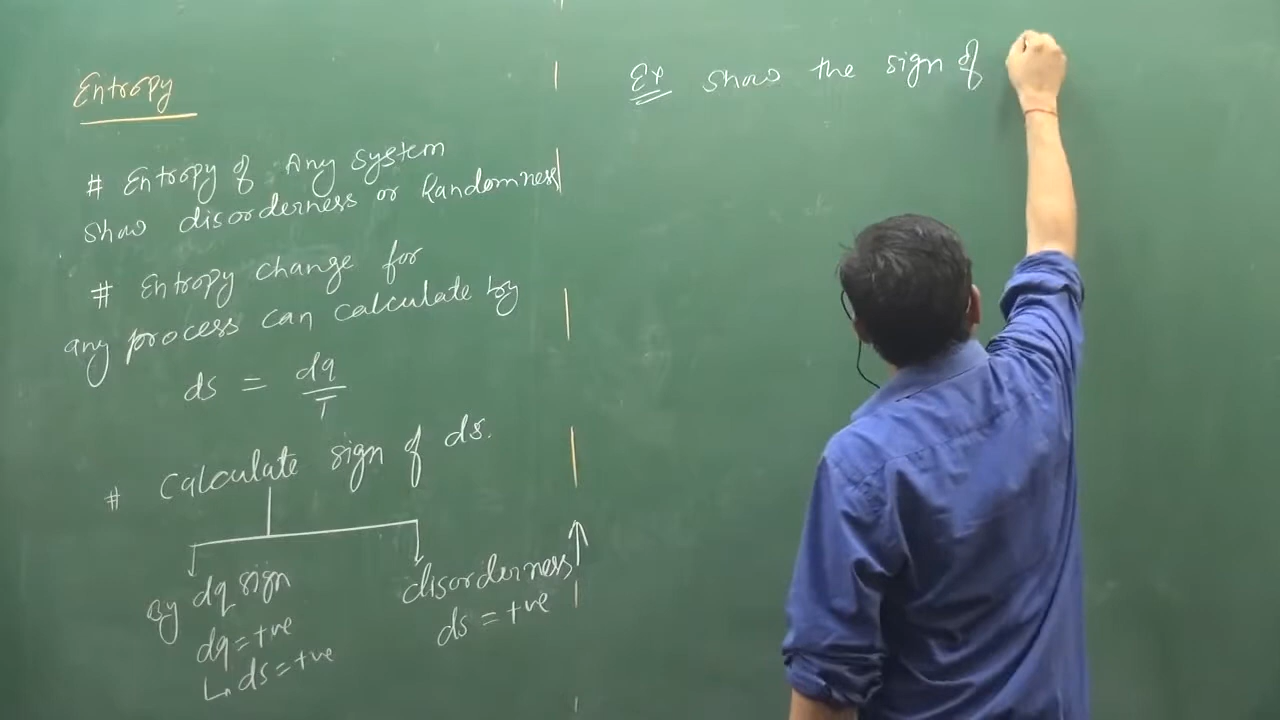 Entropy
# Entropy of Any system
show disorderness or Randomness
# Entropy change for
any process can calculate by
ds = dq/T
# Calculate sign of ds.
by dq sign
dq = +ve
↳ ds = +ve
disorderness ↑
ds = +ve
Ex show the sign of